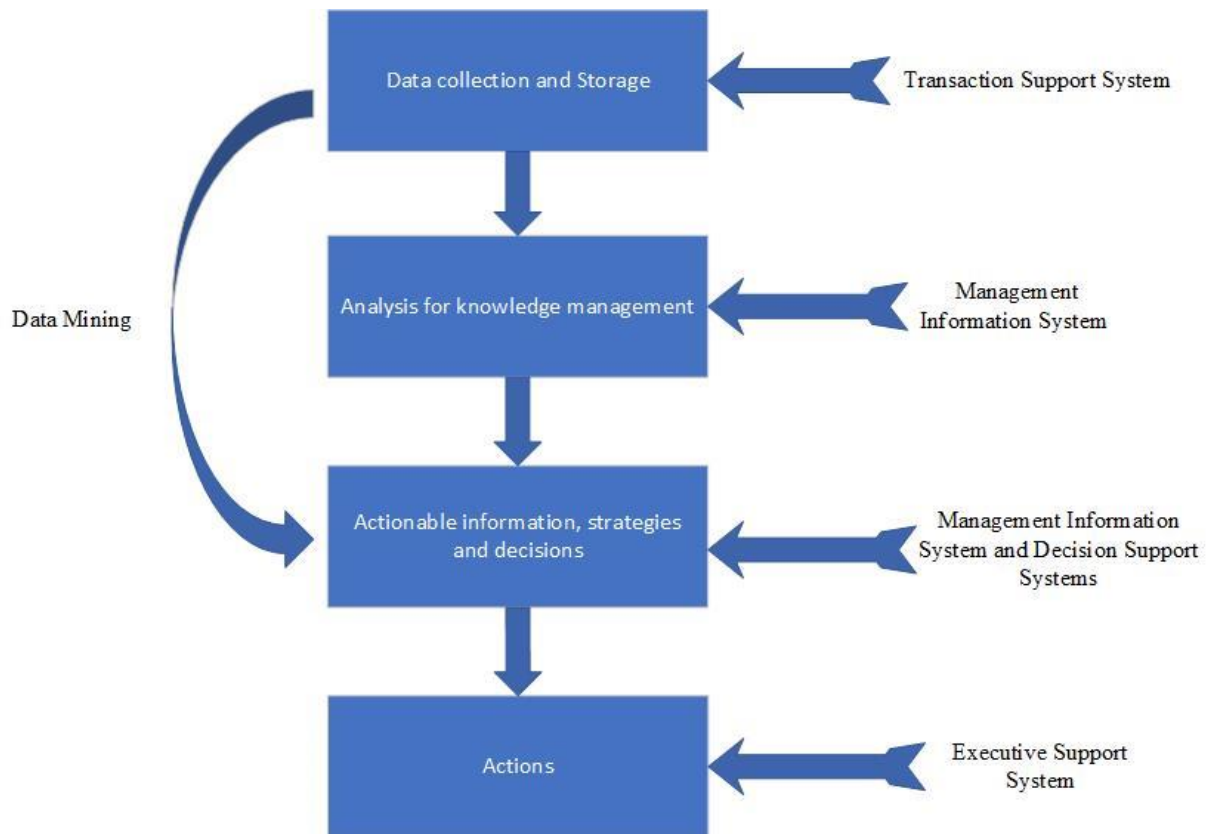 Data collection and Storage
Transaction Support System
Analysis for knowledge management
Management
Information System
Data Mining
Actionable information, strategies
and decisions
Management Information
System and Decision Support
Systems
Actions
Executive Support
System